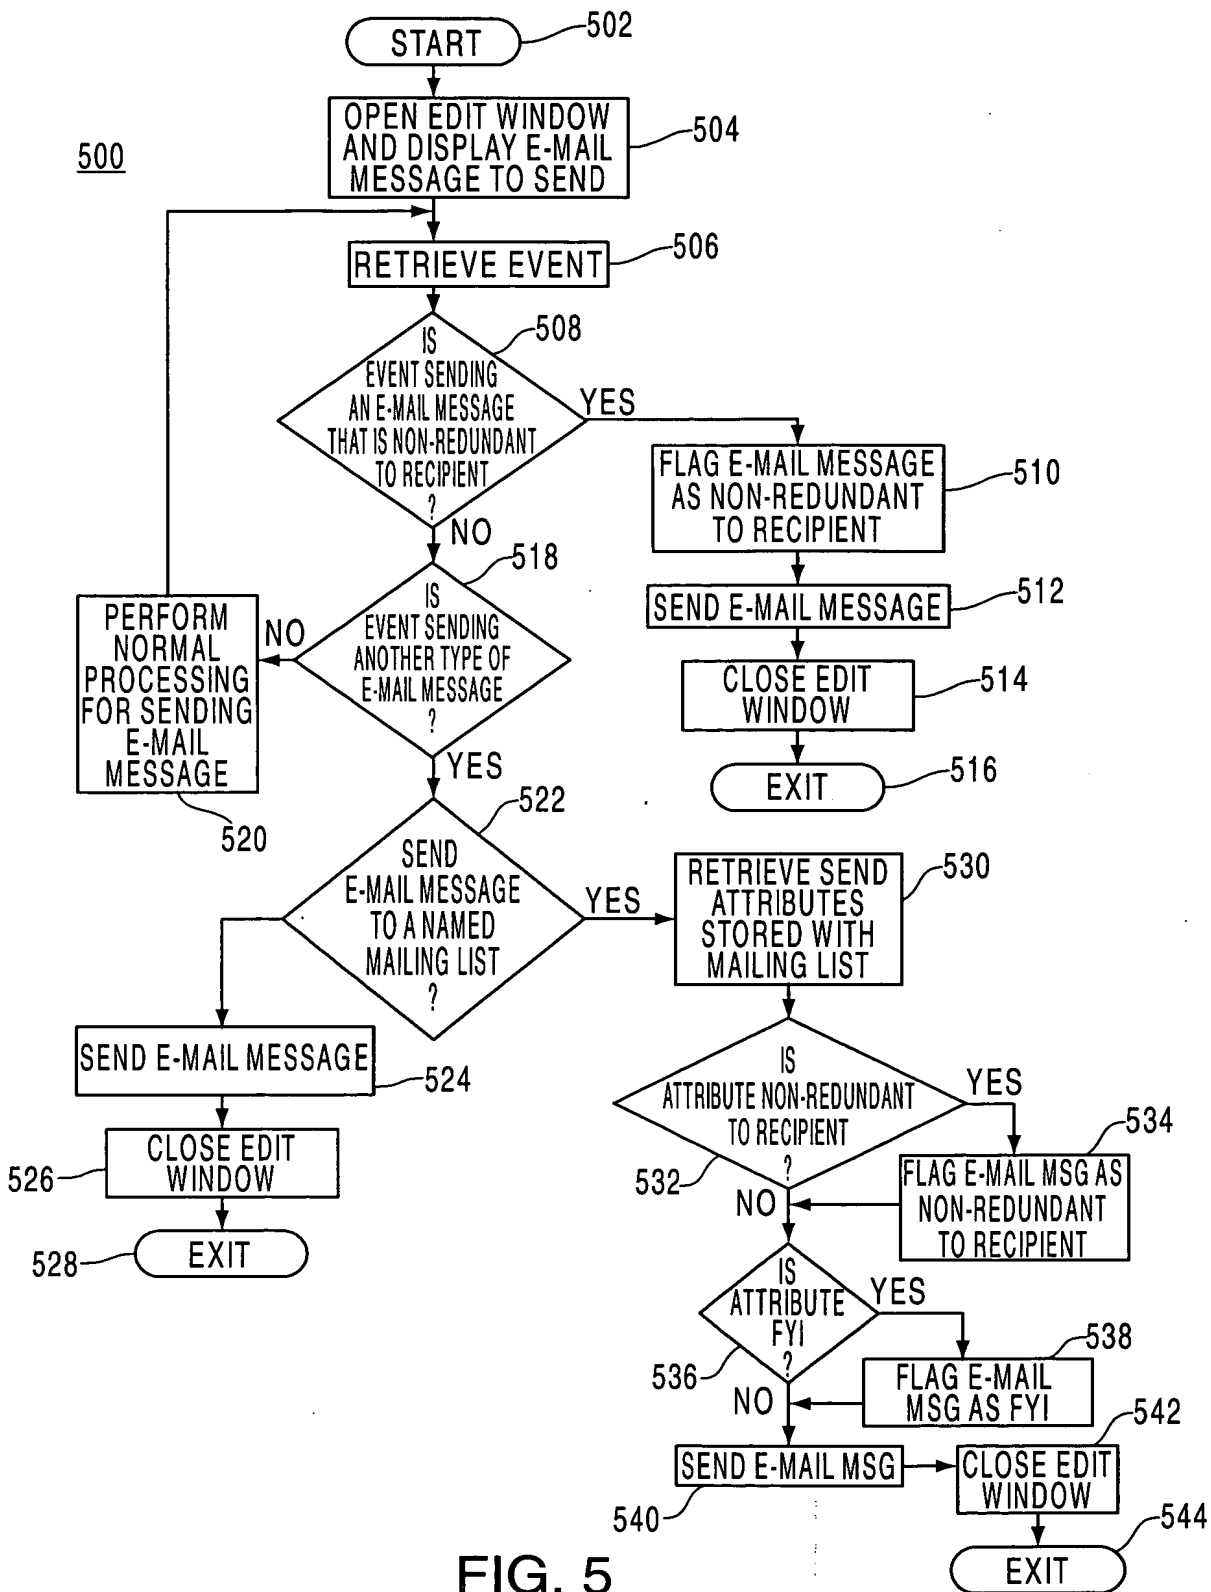 START
502
OPEN EDIT WINDOW
AND DISPLAY E-MAIL
MESSAGE TO SEND
504
500
RETRIEVE EVENT
506
IS
EVENT SENDING
AN E-MAIL MESSAGE
THAT IS NON-REDUNDANT
TO RECIPIENT
?
508
YES
NO
FLAG E-MAIL MESSAGE
AS NON-REDUNDANT
TO RECIPIENT
510
SEND E-MAIL MESSAGE
512
CLOSE EDIT
WINDOW
514
EXIT
516
IS
EVENT SENDING
ANOTHER TYPE OF
E-MAIL MESSAGE
?
518
NO
YES
PERFORM
NORMAL
PROCESSING
FOR SENDING
E-MAIL
MESSAGE
520
SEND
E-MAIL MESSAGE
TO A NAMED
MAILING LIST
?
522
YES
SEND E-MAIL MESSAGE
524
CLOSE EDIT
WINDOW
526
EXIT
528
RETRIEVE SEND
ATTRIBUTES
STORED WITH
MAILING LIST
530
IS
ATTRIBUTE NON-REDUNDANT
TO RECIPIENT
?
532
YES
NO
FLAG E-MAIL MSG AS
NON-REDUNDANT
TO RECIPIENT
534
IS
ATTRIBUTE
FYI
?
536
YES
NO
FLAG E-MAIL
MSG AS FYI
538
SEND E-MAIL MSG
540
CLOSE EDIT
WINDOW
542
EXIT
544
FIG. 5